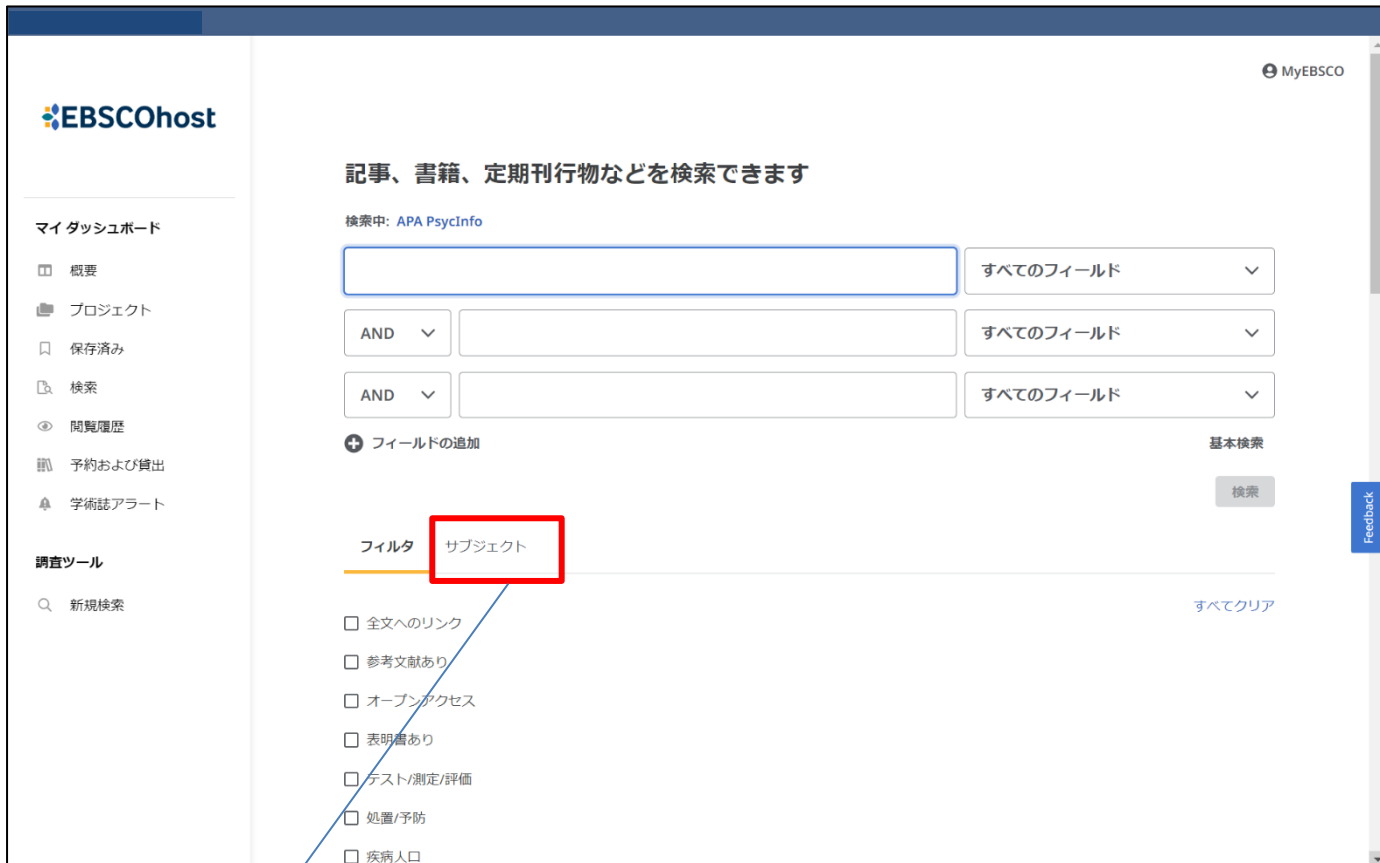 MyEBSCO
EBSCOhost
マイ ダッシュボード
概要
プロジェクト
保存済み
検索
閲覧履歴
予約および貸出
学術誌アラート
調査ツール
新規検索
記事、書籍、定期刊行物などを検索できます
検索中: APA PsycInfo
すべてのフィールド
AND すべてのフィールド
AND すべてのフィールド
フィールドの追加 基本検索
検索
Feedback
フィルタ サブジェクト
すべてクリア
全文へのリンク
参考文献あり
オープンアクセス
表明書あり
テスト/測定/評価
処置/予防
疾病人口